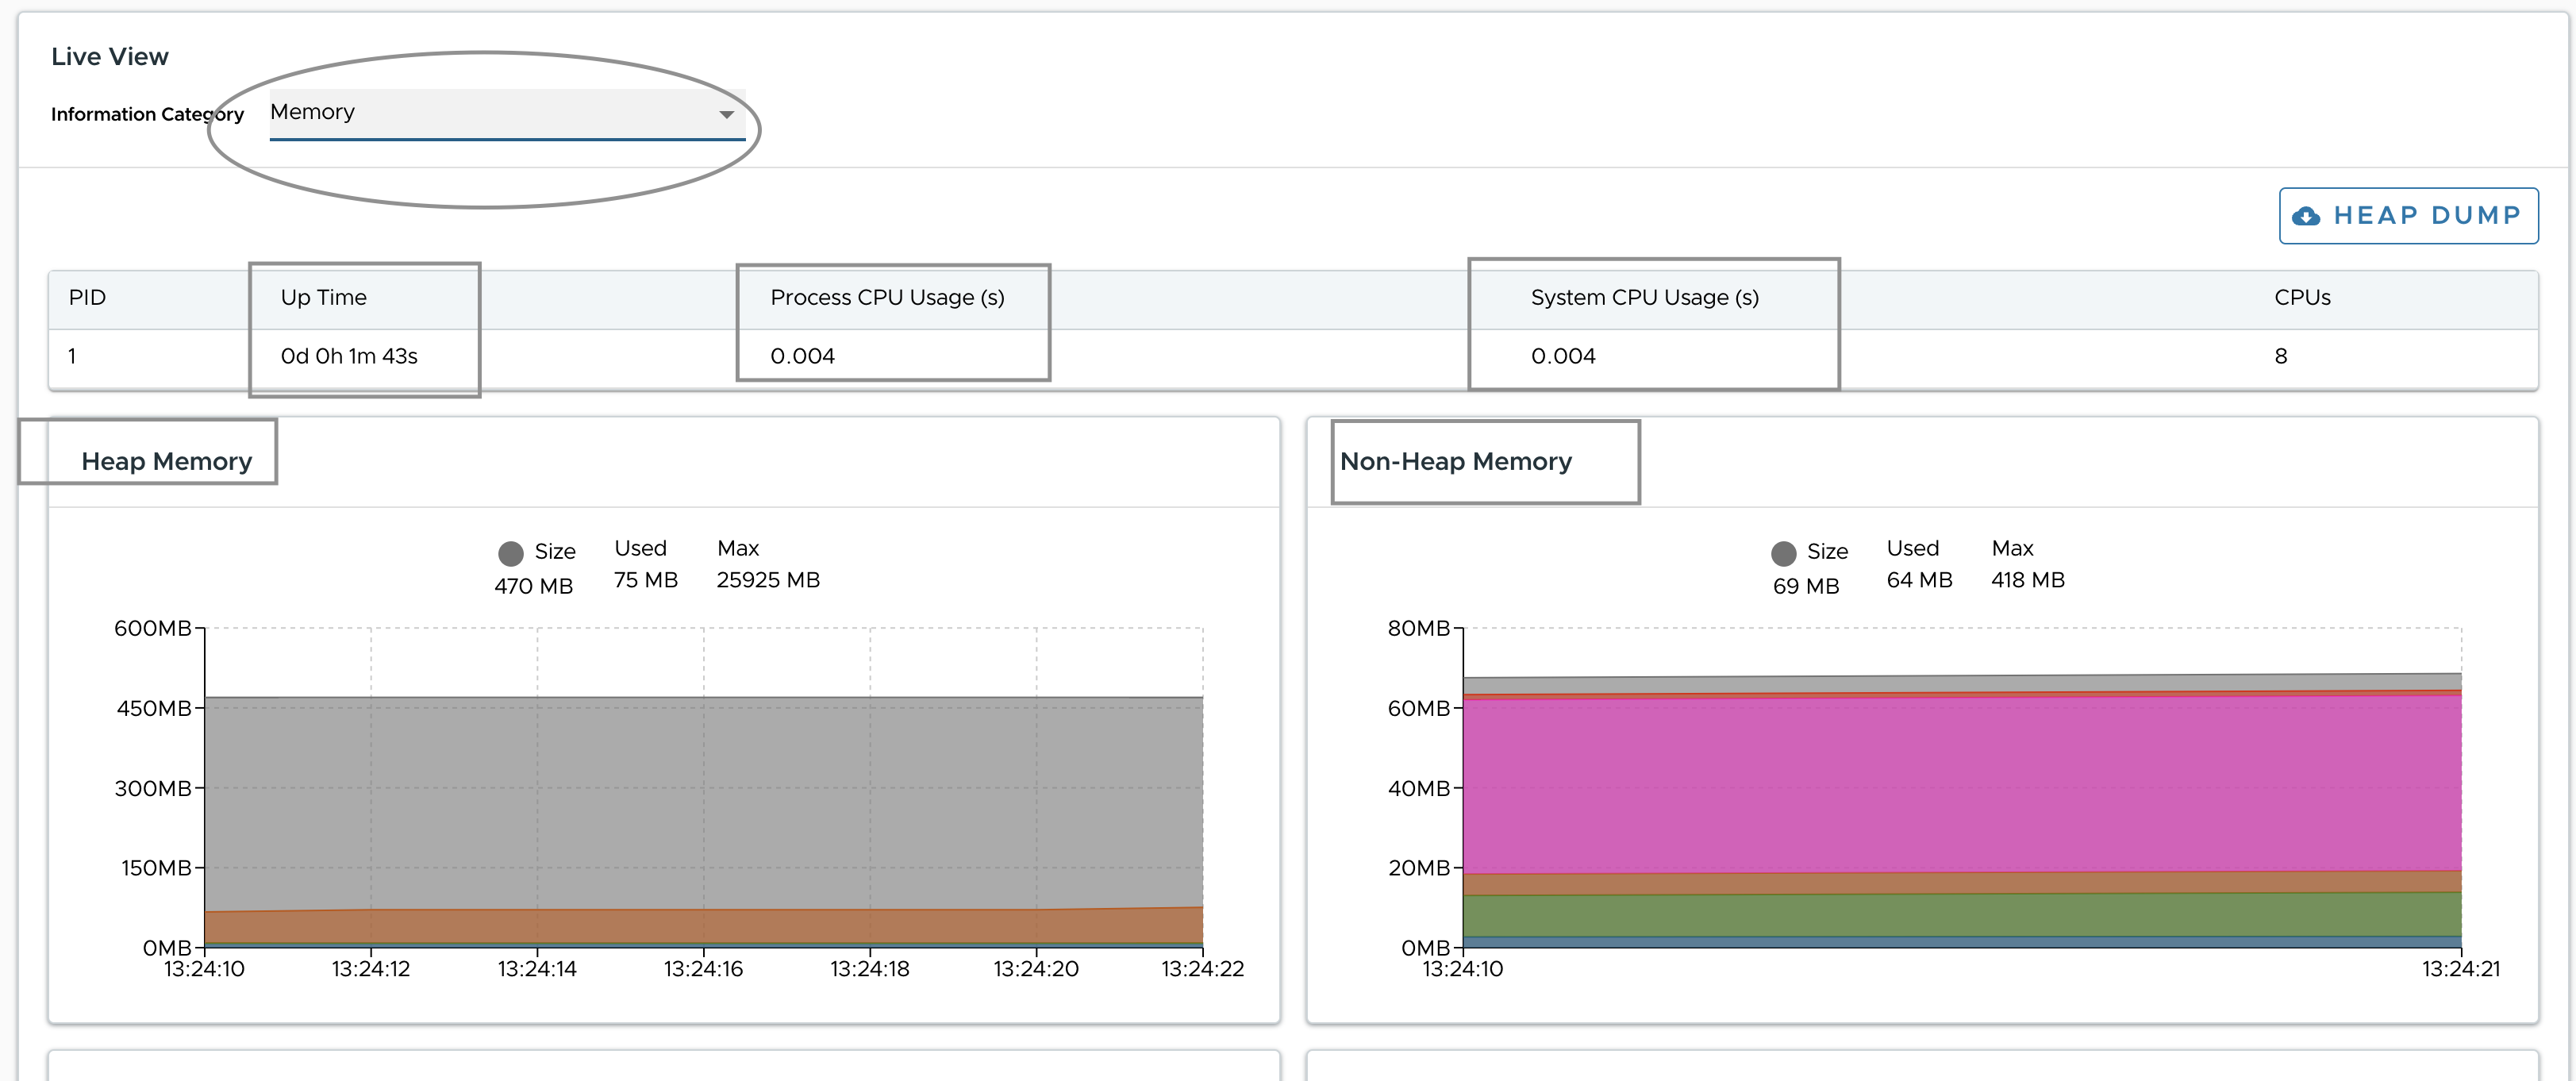 Live View
Information Category Memory
HEAP DUMP
PID Up Time Process CPU Usage (s) System CPU Usage (s) CPUs
1 0d 0h 1m 43s 0.004 0.004 8
Heap Memory
Size Used Max
470 MB 75 MB 25925 MB
600MB
450MB
300MB
150MB
0MB
13:24:10 13:24:12 13:24:14 13:24:16 13:24:18 13:24:20 13:24:22
Non-Heap Memory
Size Used Max
69 MB 64 MB 418 MB
80MB
60MB
40MB
20MB
0MB
13:24:10 13:24:21